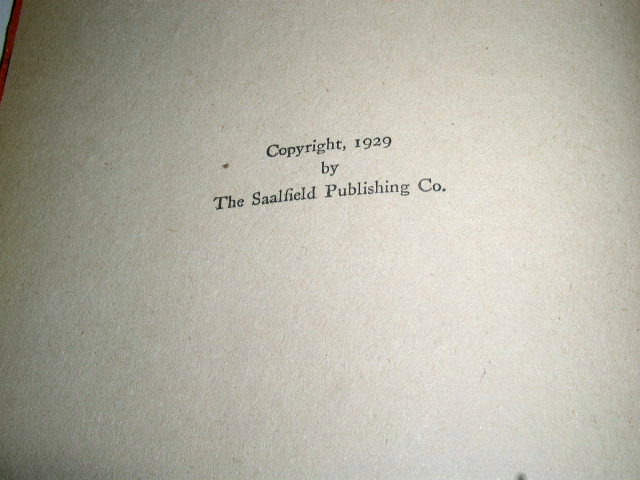 Copyright, 1929
by
The Saalfield Publishing Co.